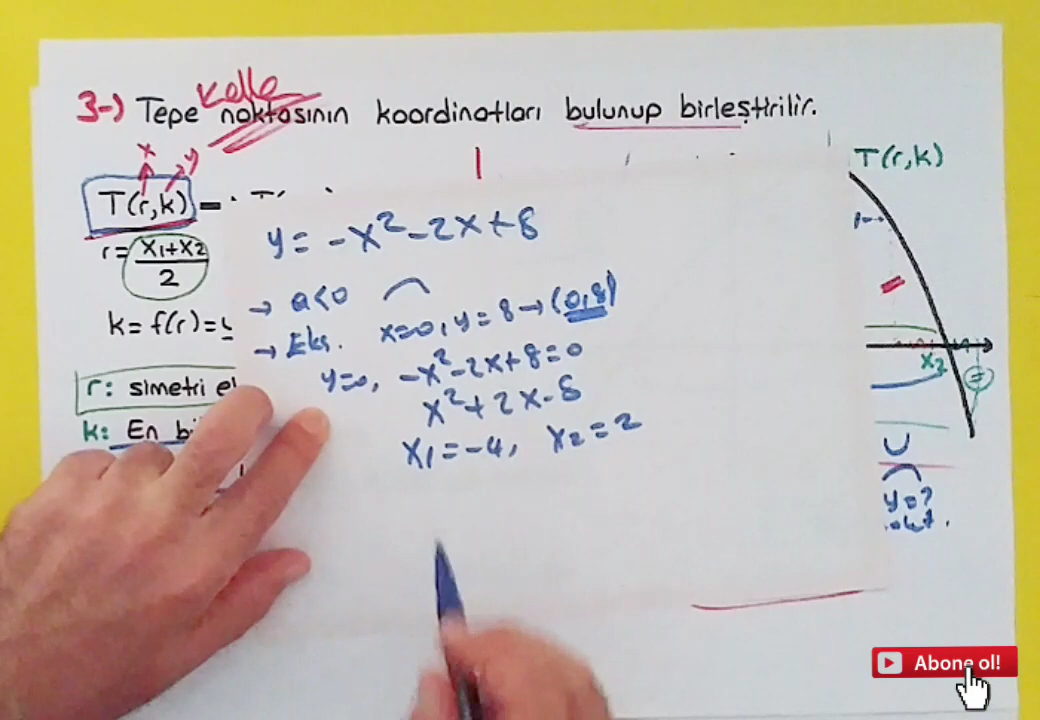 3-) Tepe noktasının koordinatları bulunup birleştirilir.
Kelle
x y
T(r,k) =
r= x₁+x₂ / 2
k= f(r) =
r: simetri
k: En
y = -x² - 2x + 8
→ a<0
→ Eks. x=0, y = 8 → (0,8)
y=0, -x² - 2x + 8 = 0
x² + 2x - 8
x₁ = -4, x₂ = 2
T(r,k)
x₂
y = ?
Abone ol!